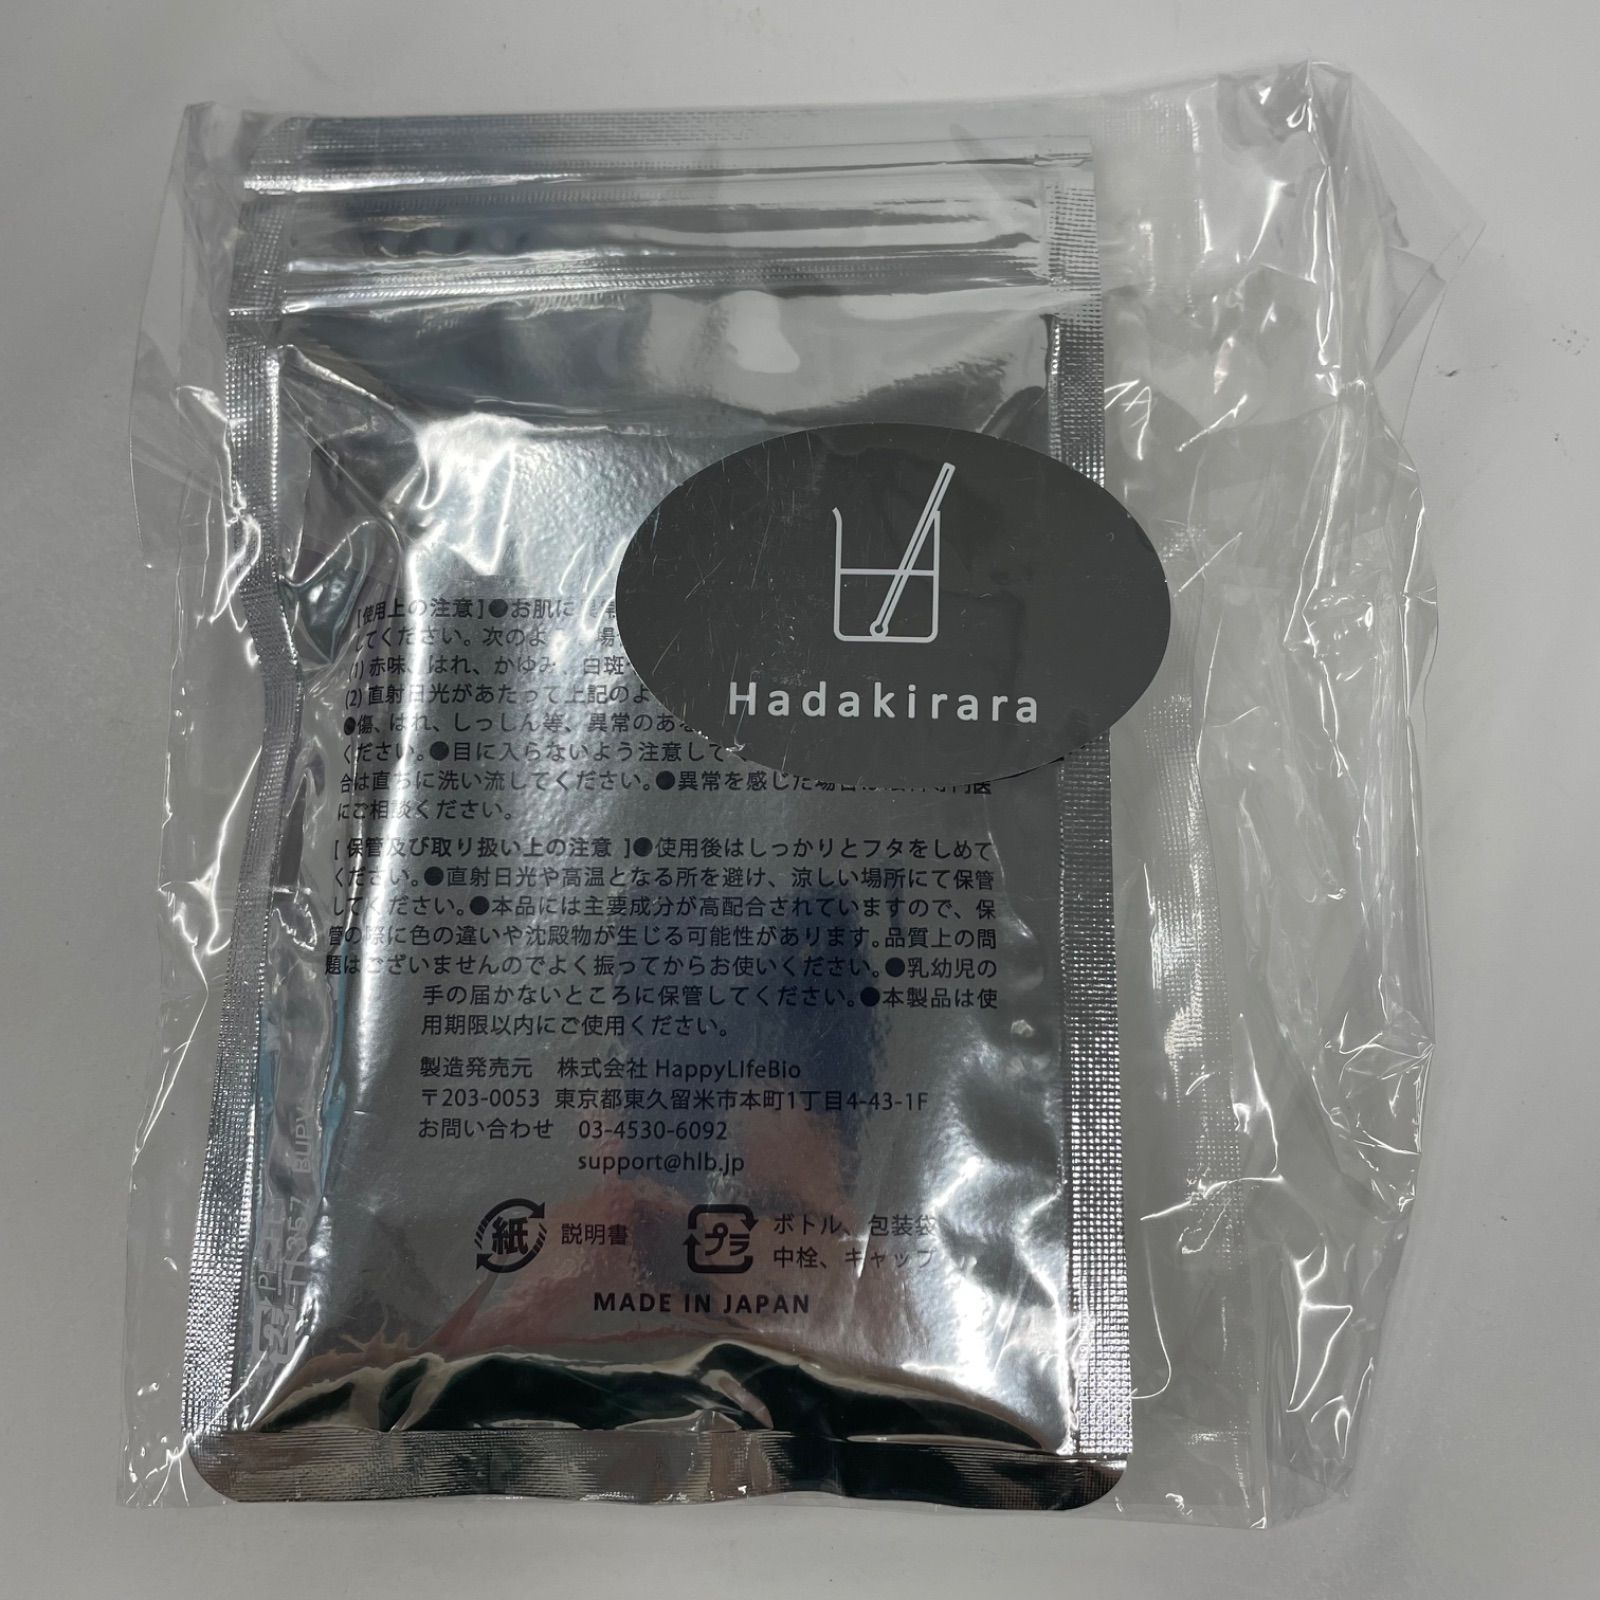 Hadakirara
[使用上の注意]●お肌に異常
してください。次のよ 場
(1) 赤味、はれ、かゆみ、白斑
(2) 直射日光があたって上記のよ
●傷、はれ、しっしん等、異常のある
ください。●目に入らないよう注意して
合は直ちに洗い流してください。●異常を感じた場合は
にご相談ください。
[ 保管及び取り扱い上の注意 ]●使用後はしっかりとフタをしめて
ください。●直射日光や高温となる所を避け、涼しい場所にて保管
してください。●本品には主要成分が高配合されていますので、保
管の際に色の違いや沈殿物が生じる可能性があります。品質上の問
題はございませんのでよく振ってからお使いください。●乳幼児の
手の届かないところに保管してください。●本製品は使
用期限以内にご使用ください。
製造発売元 株式会社 HappyLIfeBio
〒203-0053 東京都東久留米市本町1丁目4-43-1F
お問い合わせ 03-4530-6092
support@hlb.jp
紙 説明書
プラ ボトル、包装袋
中栓、キャップ
MADE IN JAPAN